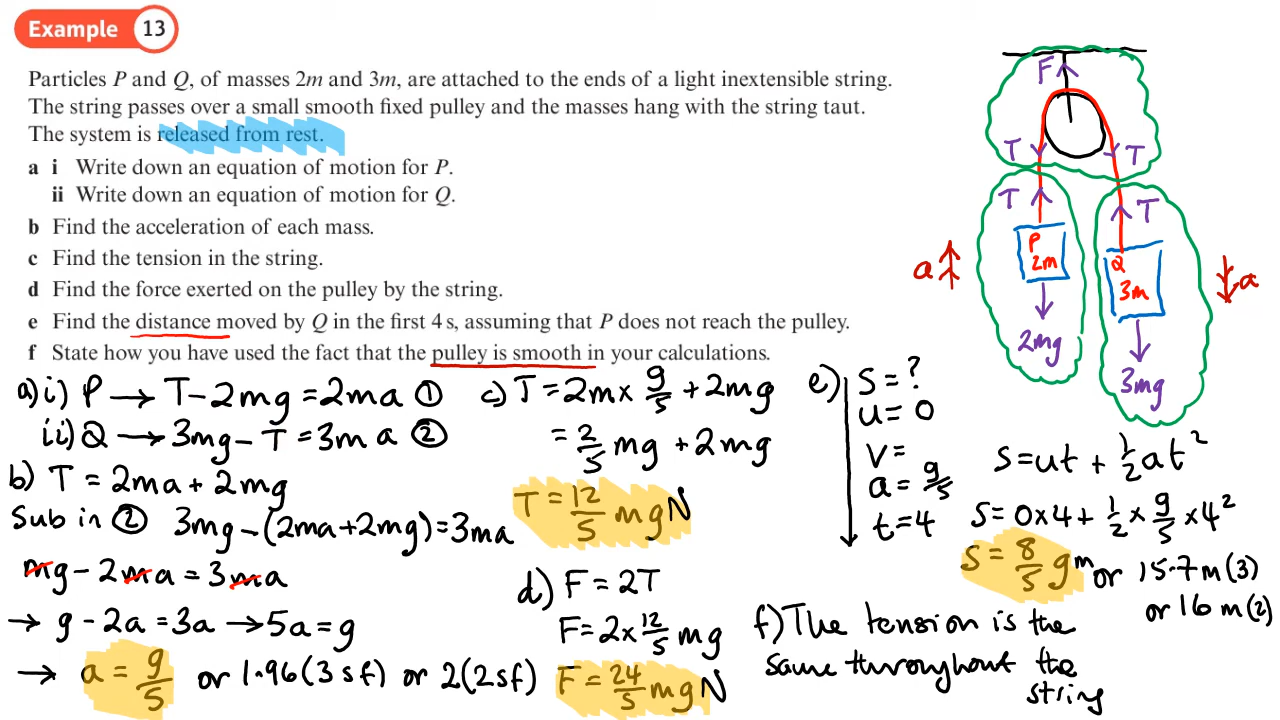 Example 13
Particles P and Q, of masses 2m and 3m, are attached to the ends of a light inextensible string.
The string passes over a small smooth fixed pulley and the masses hang with the string taut.
The system is released from rest.
a i Write down an equation of motion for P.
ii Write down an equation of motion for Q.
b Find the acceleration of each mass.
c Find the tension in the string.
d Find the force exerted on the pulley by the string.
e Find the distance moved by Q in the first 4 s, assuming that P does not reach the pulley.
f State how you have used the fact that the pulley is smooth in your calculations.
F
T T
T T
P
2m
Q
3m
a
a
2mg
3mg
a) i) P → T - 2mg = 2ma ①
ii) Q → 3mg - T = 3ma ②
b) T = 2ma + 2mg
Sub in ② 3mg - (2ma + 2mg) = 3ma
mg - 2ma = 3ma
→ g - 2a = 3a → 5a = g
→ a = g/5 or 1.96 (3 sf) or 2 (2sf)
c) T = 2m × g/5 + 2mg
= 2/5 mg + 2mg
T = 12/5 mg N
d) F = 2T
F = 2 × 12/5 mg
F = 24/5 mg N
e) s = ?
u = 0
v =
a = g/5
t = 4
s = ut + 1/2 at²
s = 0 × 4 + 1/2 × g/5 × 4²
s = 8/5 g m or 15.7 m (3)
or 16 m (2)
f) The tension is the
same throughout the
string